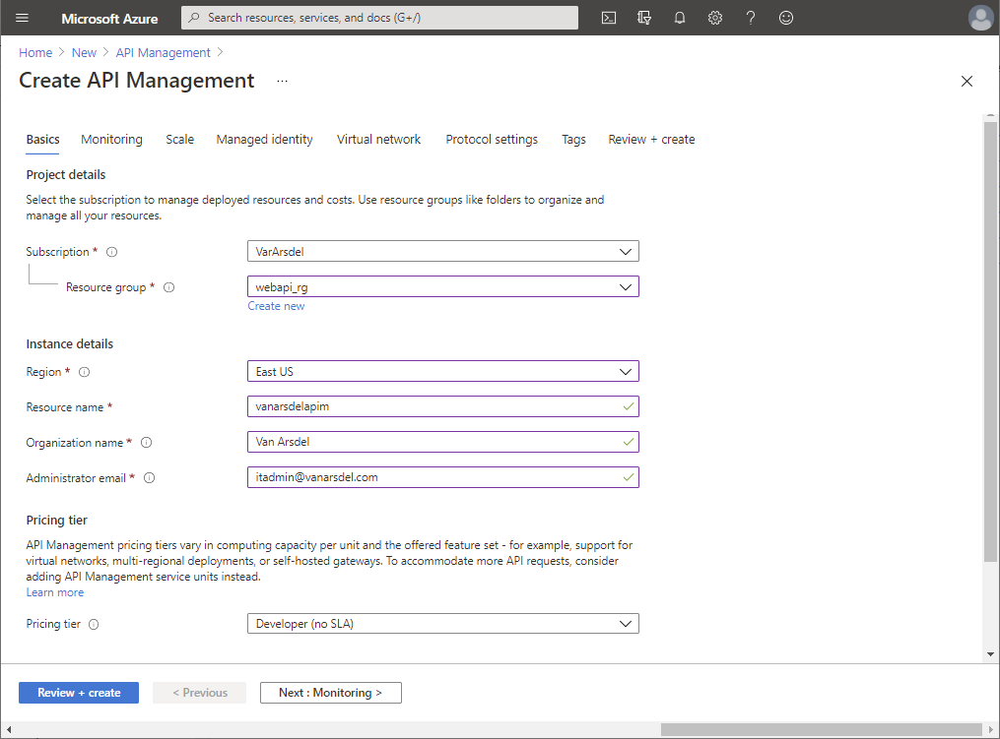 Microsoft Azure
Search resources, services, and docs (G+/)
Home > New > API Management >
Create API Management ...
Basics Monitoring Scale Managed identity Virtual network Protocol settings Tags Review + create
Project details
Select the subscription to manage deployed resources and costs. Use resource groups like folders to organize and
manage all your resources.
Subscription * VarArsdel
Resource group * webapi_rg
Create new
Instance details
Region * East US
Resource name * vanarsdelapim
Organization name * Van Arsdel
Administrator email * itadmin@vanarsdel.com
Pricing tier
API Management pricing tiers vary in computing capacity per unit and the offered feature set - for example, support for
virtual networks, multi-regional deployments, or self-hosted gateways. To accommodate more API requests, consider
adding API Management service units instead.
Learn more
Pricing tier Developer (no SLA)
Review + create < Previous Next : Monitoring >